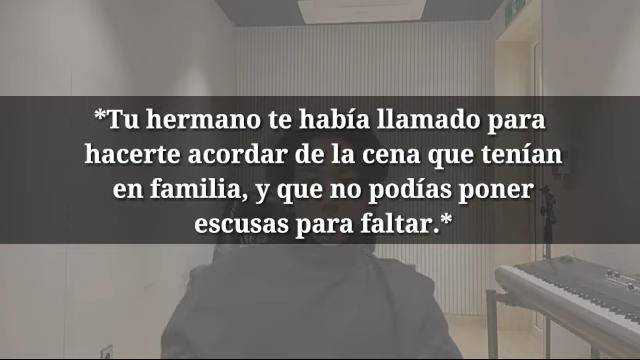 *Tu hermano te había llamado para
hacerte acordar de la cena que tenían
en familia, y que no podías poner
escusas para faltar.*